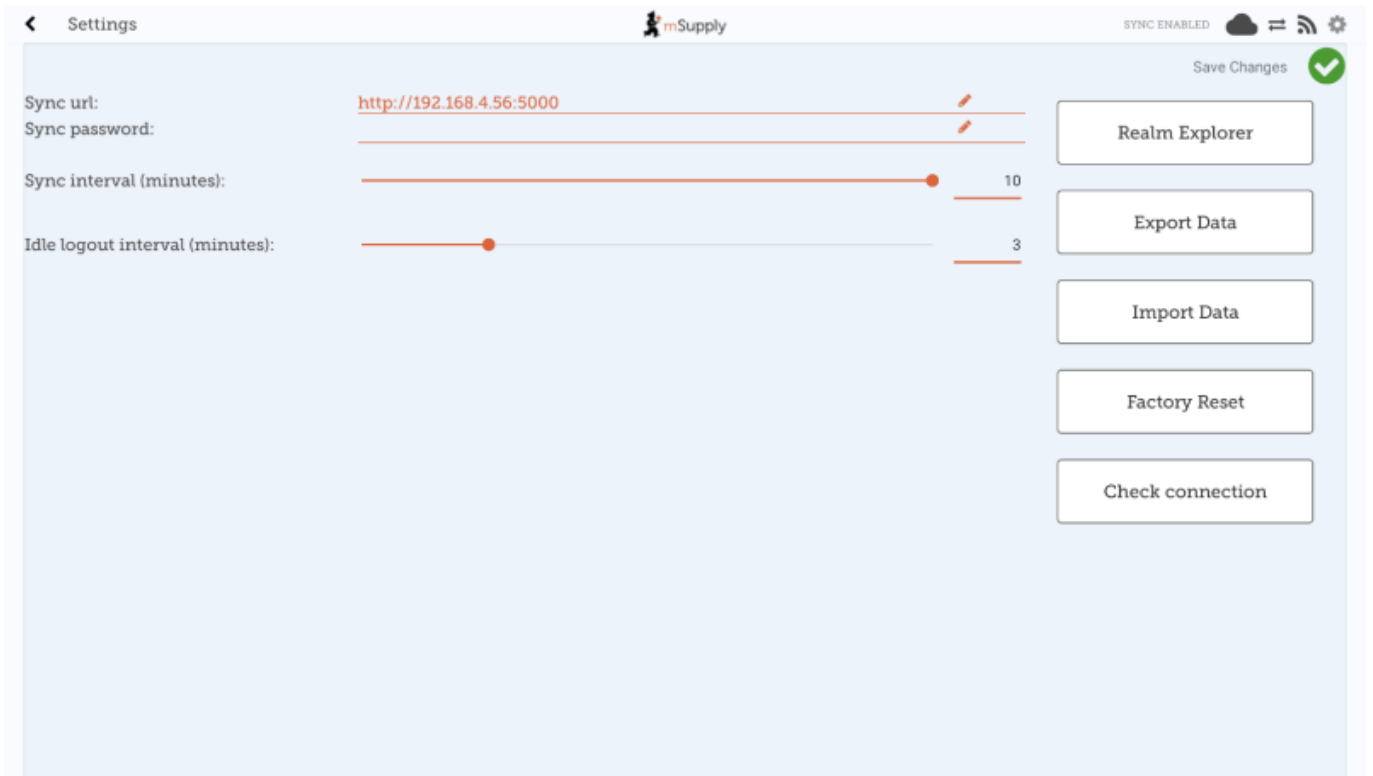 Settings
mSupply
SYNC ENABLED
Save Changes
Sync url:
http://192.168.4.56:5000
Sync password:
Sync interval (minutes):
10
Idle logout interval (minutes):
3
Realm Explorer
Export Data
Import Data
Factory Reset
Check connection